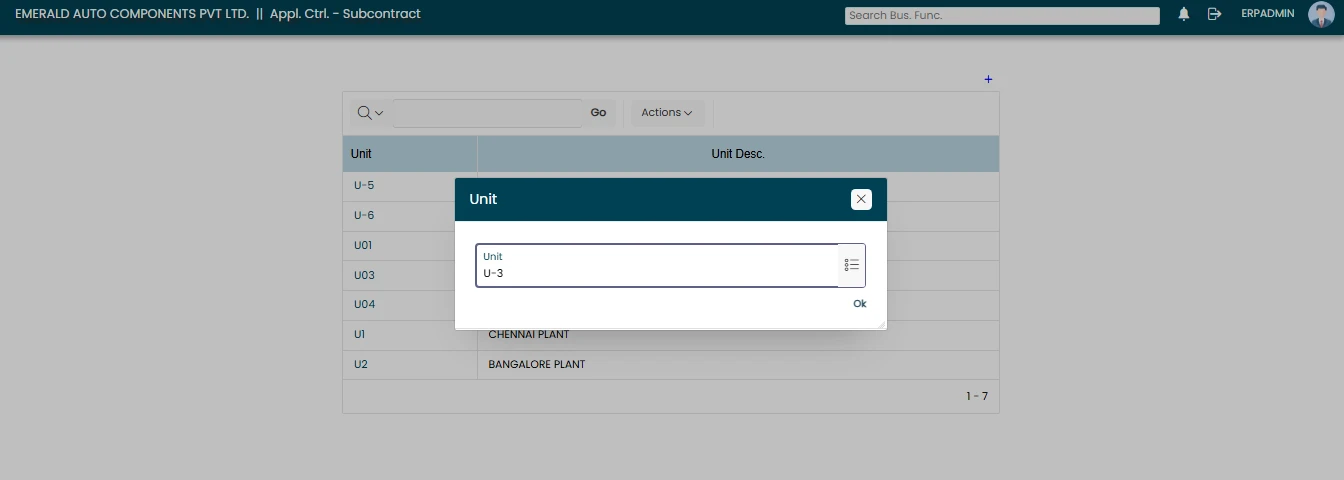 EMERALD AUTO COMPONENTS PVT LTD. || Appl. Ctrl. - Subcontract
Search Bus. Func.
ERPADMIN
+
Go
Actions
Unit
Unit Desc.
U-5
U-6
U01
U03
U04
U1
CHENNAI PLANT
U2
BANGALORE PLANT
1 - 7
Unit
Unit
U-3
Ok